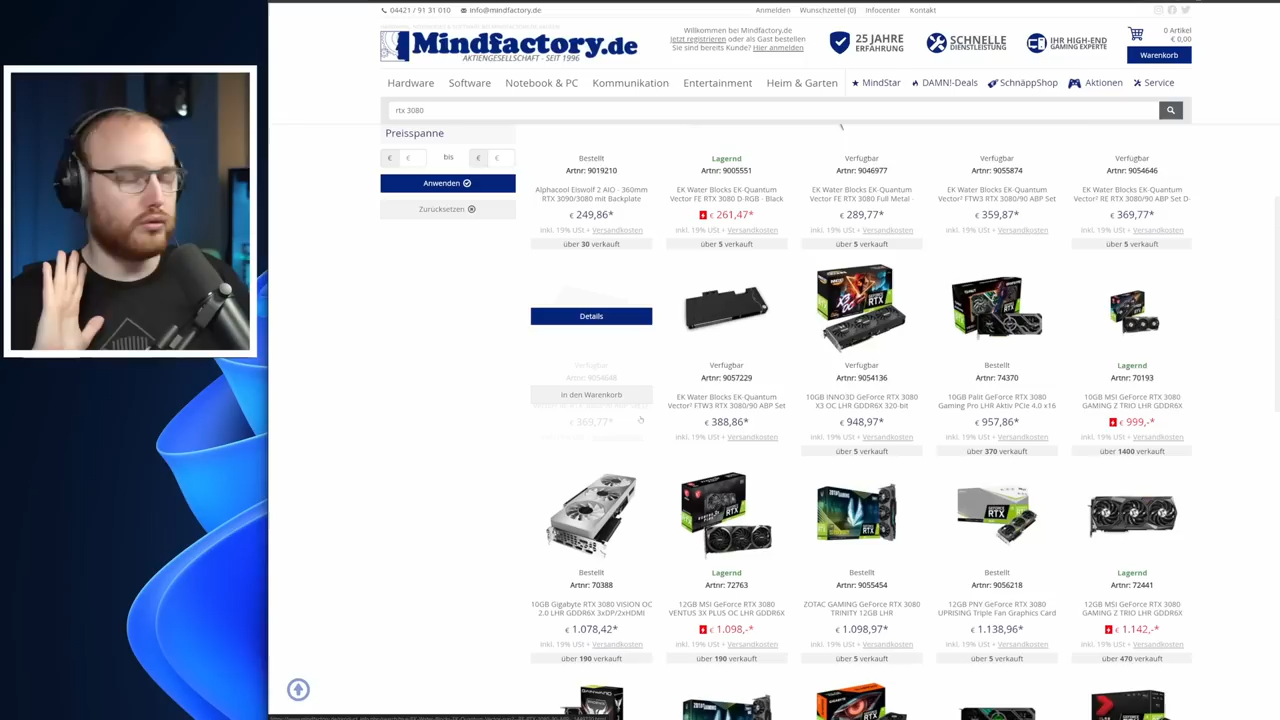 04421 / 91 31 010
info@mindfactory.de
Anmelden
Wunschzettel (0)
Infocenter
Kontakt
Mindfactory.de
AKTIENGESELLSCHAFT - SEIT 1996
Willkommen bei Mindfactory.de
Jetzt registrieren oder als Gast bestellen
Sie sind bereits Kunde? Hier anmelden
25 JAHRE
ERFAHRUNG
SCHNELLE
DIENSTLEISTUNG
IHR HIGH-END
GAMING EXPERTE
0 Artikel
€ 0,00
Warenkorb
Hardware
Software
Notebook & PC
Kommunikation
Entertainment
Heim & Garten
MindStar
DAMN!-Deals
SchnäppShop
Aktionen
Service
rtx 3080
Preisspanne
€ €
bis
€ €
Anwenden
Zurücksetzen
Bestellt
Artnr: 9019210
Alphacool Eiswolf 2 AIO - 360mm
RTX 3090/3080 mit Backplate
€ 249,86*
inkl. 19% USt + Versandkosten
über 30 verkauft
Lagernd
Artnr: 9005551
EK Water Blocks EK-Quantum
Vector FE RTX 3080 D-RGB - Black
€ 261,47*
inkl. 19% USt + Versandkosten
über 5 verkauft
Verfügbar
Artnr: 9046977
EK Water Blocks EK-Quantum
Vector FE RTX 3080 Full Metal -
€ 289,77*
inkl. 19% USt + Versandkosten
über 5 verkauft
Verfügbar
Artnr: 9055874
EK Water Blocks EK-Quantum
Vector² FTW3 RTX 3080/90 ABP Set
€ 359,87*
inkl. 19% USt + Versandkosten
Verfügbar
Artnr: 9054646
EK Water Blocks EK-Quantum
Vector² RE RTX 3080/90 ABP Set D-
€ 369,77*
inkl. 19% USt + Versandkosten
über 5 verkauft
Details
Verfügbar
Artnr: 9054648
In den Warenkorb
€ 369,77*
Verfügbar
Artnr: 9057229
EK Water Blocks EK-Quantum
Vector² FTW3 RTX 3080/90 ABP Set
€ 388,86*
inkl. 19% USt + Versandkosten
Verfügbar
Artnr: 9054136
10GB INNO3D GeForce RTX 3080
X3 OC LHR GDDR6X 320-bit
€ 948,97*
inkl. 19% USt + Versandkosten
über 5 verkauft
Bestellt
Artnr: 74370
10GB Palit GeForce RTX 3080
Gaming Pro LHR Aktiv PCIe 4.0 x16
€ 957,86*
inkl. 19% USt + Versandkosten
über 370 verkauft
Lagernd
Artnr: 70193
10GB MSI GeForce RTX 3080
GAMING Z TRIO LHR GDDR6X
€ 999,-*
inkl. 19% USt + Versandkosten
über 1400 verkauft
Bestellt
Artnr: 70388
10GB Gigabyte RTX 3080 VISION OC
2.0 LHR GDDR6X 3xDP/2xHDMI
€ 1.078,42*
inkl. 19% USt + Versandkosten
über 190 verkauft
Lagernd
Artnr: 72763
12GB MSI GeForce RTX 3080
VENTUS 3X PLUS OC LHR GDDR6X
€ 1.098,-*
inkl. 19% USt + Versandkosten
über 190 verkauft
Bestellt
Artnr: 9055454
ZOTAC GAMING GeForce RTX 3080
TRINITY 12GB LHR
€ 1.098,97*
inkl. 19% USt + Versandkosten
über 5 verkauft
Bestellt
Artnr: 9056218
12GB PNY GeForce RTX 3080
UPRISING Triple Fan Graphics Card
€ 1.138,96*
inkl. 19% USt + Versandkosten
über 5 verkauft
Lagernd
Artnr: 72441
12GB MSI GeForce RTX 3080
GAMING Z TRIO LHR GDDR6X
€ 1.142,-*
inkl. 19% USt + Versandkosten
über 470 verkauft